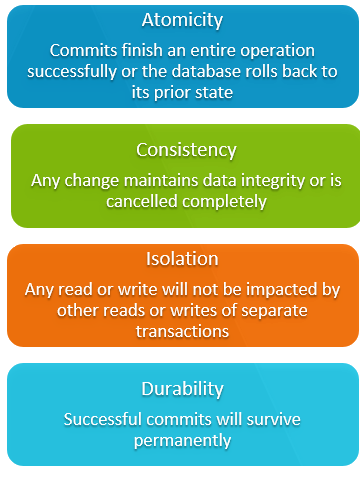 Atomicity
Commits finish an entire operation
successfully or the database rolls back to
its prior state
Consistency
Any change maintains data integrity or is
cancelled completely
Isolation
Any read or write will not be impacted by
other reads or writes of separate
transactions
Durability
Successful commits will survive
permanently